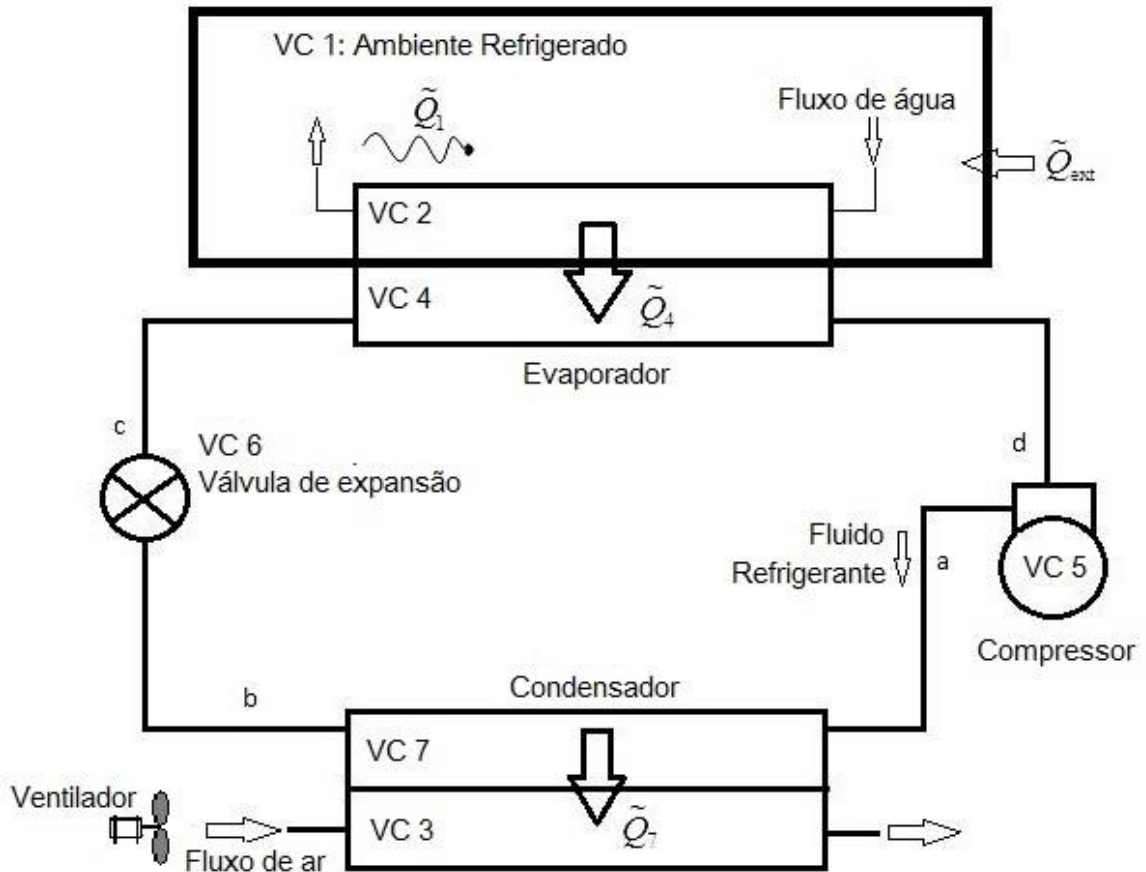 VC 1: Ambiente Refrigerado
Q̃₁
Fluxo de água
Q̃ext
VC 2
VC 4
Q̃₄
Evaporador
c
VC 6
Válvula de expansão
d
Fluido
Refrigerante
a
VC 5
Compressor
Condensador
b
VC 7
Ventilador
VC 3
Q̃₇
Fluxo de ar